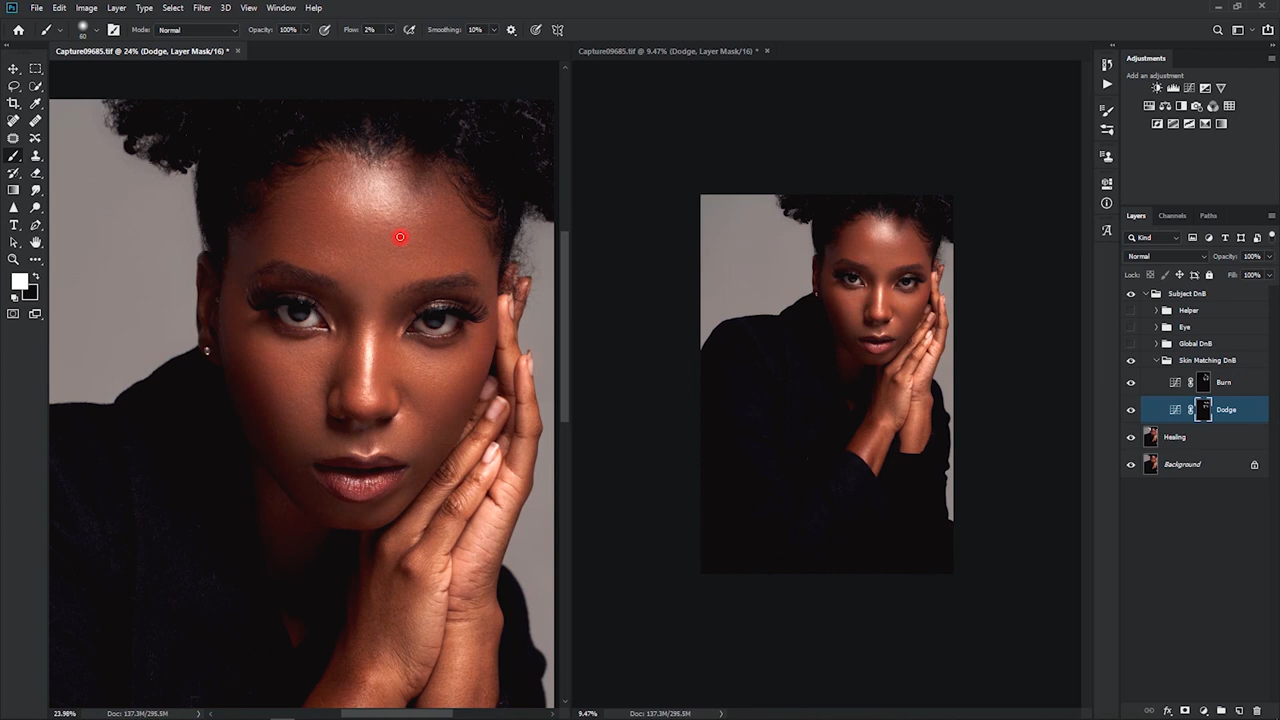 Ps File Edit Image Layer Type Select Filter 3D View Window Help
60 Mode: Normal Opacity: 100% Flow: 2% Smoothing: 10%
Capture09685.tif @ 24% (Dodge, Layer Mask/16) * ×
Capture09685.tif @ 9.47% (Dodge, Layer Mask/16) * ×
Adjustments
Add an adjustment
Layers Channels Paths
Kind
Normal Opacity: 100%
Lock: Fill: 100%
Subject DnB
Helper
Eye
Global DnB
Skin Matching DnB
Burn
Dodge
Healing
Background
23.98% Doc: 137.3M/295.5M
9.47% Doc: 137.3M/295.5M